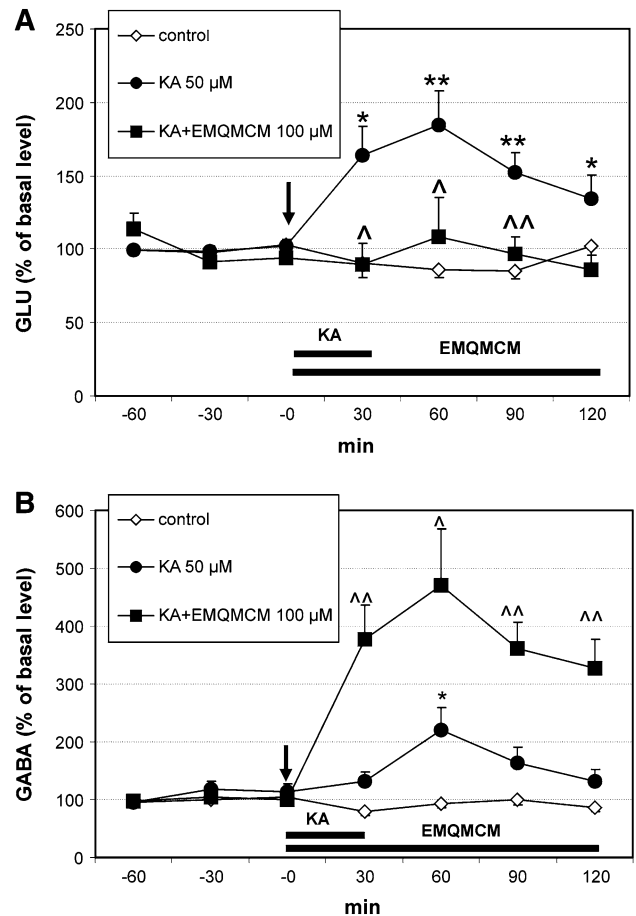 A
GLU (% of basal level)
250
200
150
100
50
0
control
KA 50 µM
KA+EMQMCM 100 µM
*
**
**
*
^
^
^^
KA
EMQMCM
-60 -30 -0 30 60 90 120
min
B
GABA (% of basal level)
600
500
400
300
200
100
0
control
KA 50 µM
KA+EMQMCM 100 µM
^^
^
^^
^^
*
KA
EMQMCM
-60 -30 -0 30 60 90 120
min